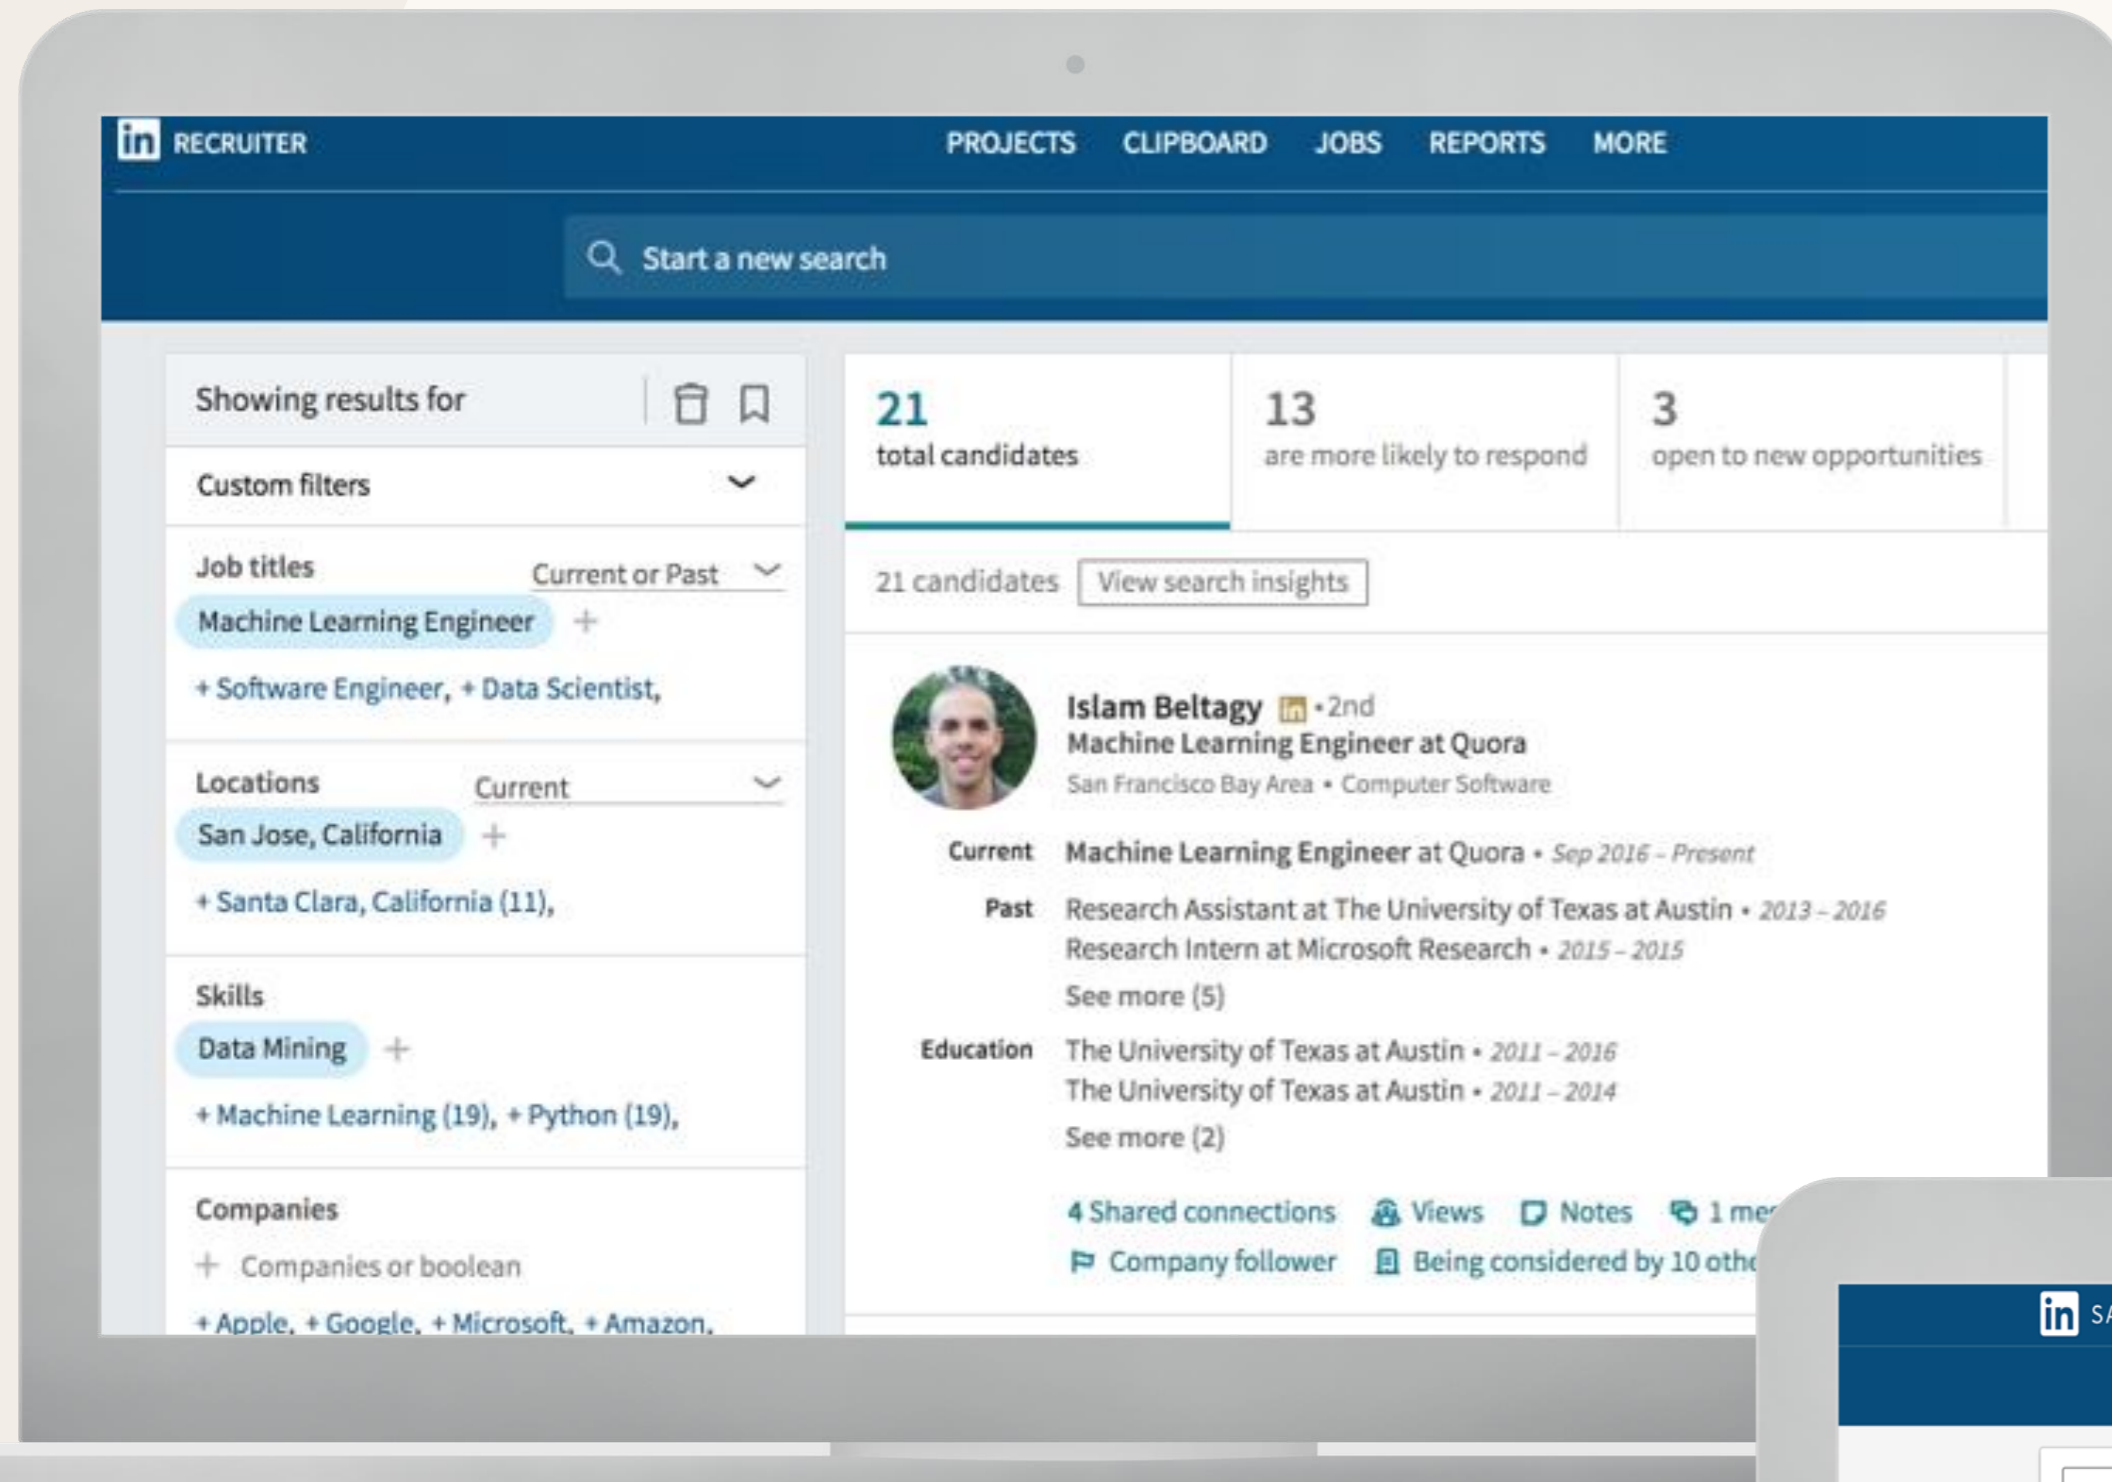 in RECRUITER
PROJECTS CLIPBOARD JOBS REPORTS MORE
Start a new search
Showing results for
Custom filters
Job titles Current or Past
Machine Learning Engineer +
+ Software Engineer, + Data Scientist,
Locations Current
San Jose, California +
+ Santa Clara, California (11),
Skills
Data Mining +
+ Machine Learning (19), + Python (19),
Companies
+ Companies or boolean
+ Apple, + Google, + Microsoft, + Amazon,
21
total candidates
13
are more likely to respond
3
open to new opportunities
21 candidates View search insights
Islam Beltagy in • 2nd
Machine Learning Engineer at Quora
San Francisco Bay Area • Computer Software
Current Machine Learning Engineer at Quora • Sep 2016 – Present
Past Research Assistant at The University of Texas at Austin • 2013 – 2016
Research Intern at Microsoft Research • 2015 – 2015
See more (5)
Education The University of Texas at Austin • 2011 – 2016
The University of Texas at Austin • 2011 – 2014
See more (2)
4 Shared connections Views Notes 1
Company follower Being considered by 10
in